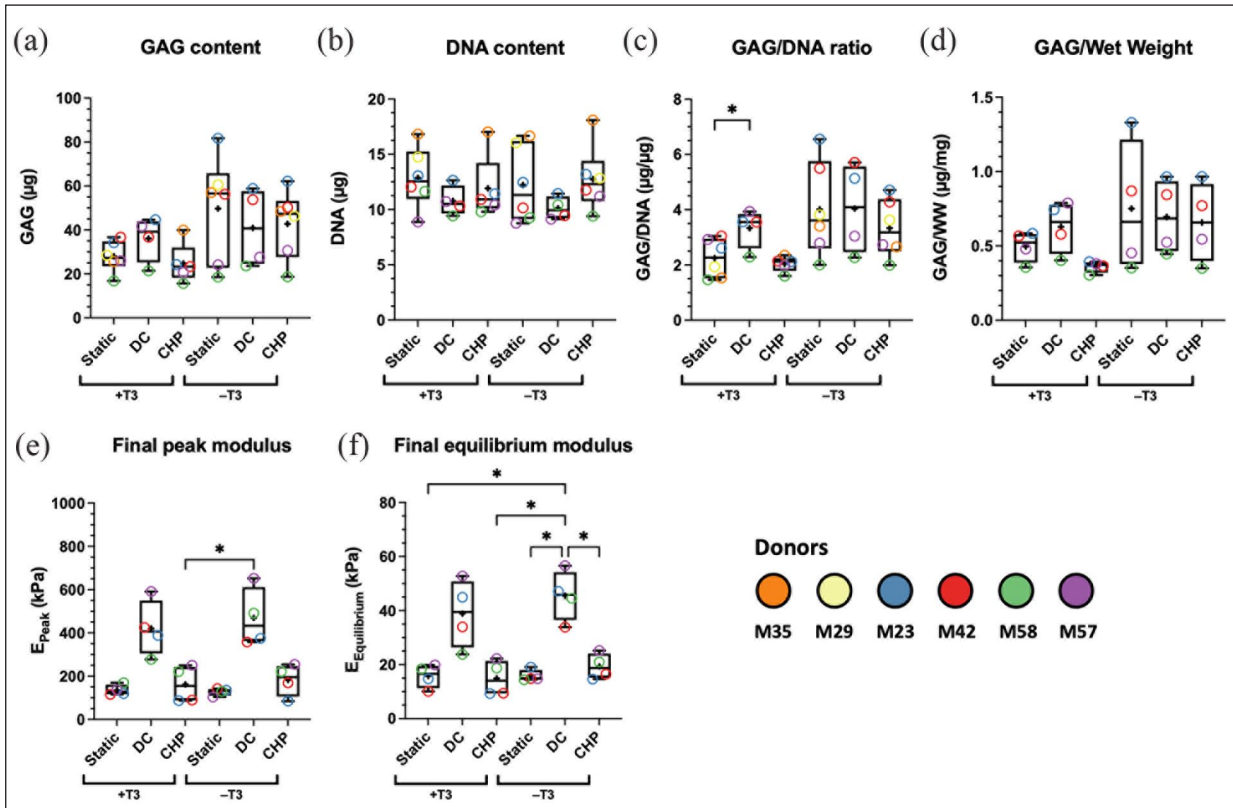 (a) GAG content
(b) DNA content
(c) GAG/DNA ratio
(d) GAG/Wet Weight
GAG (µg)
100
80
60
40
20
0
Static DC CHP Static DC CHP
+T3 –T3
DNA (µg)
20
15
10
5
0
Static DC CHP Static DC CHP
+T3 –T3
GAG/DNA (µg/µg)
8
6
4
2
0
*
Static DC CHP Static DC CHP
+T3 –T3
GAG/WW (µg/mg)
1.5
1.0
0.5
0.0
Static DC CHP Static DC CHP
+T3 –T3
(e) Final peak modulus
(f) Final equilibrium modulus
E Peak (kPa)
1000
800
600
400
200
0
*
Static DC CHP Static DC CHP
+T3 –T3
E Equilibrium (kPa)
80
60
40
20
0
*
*
* *
Static DC CHP Static DC CHP
+T3 –T3
Donors
M35 M29 M23 M42 M58 M57